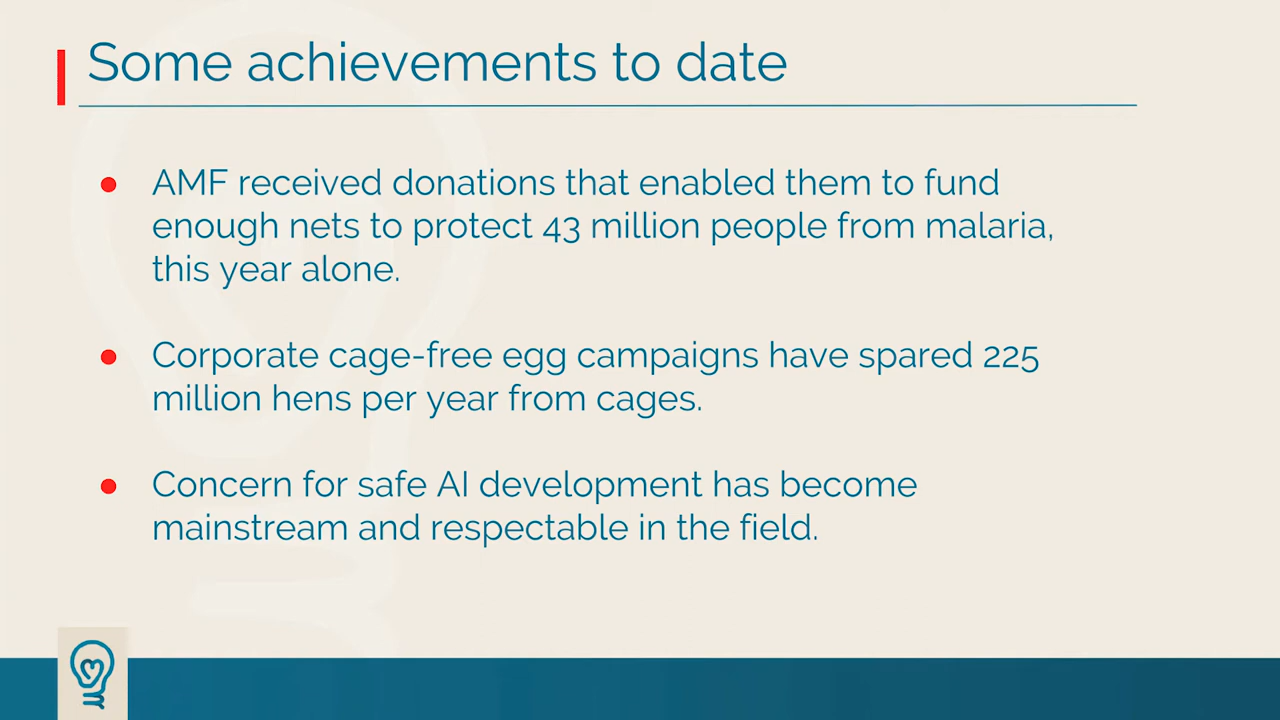 Some achievements to date
AMF received donations that enabled them to fund
enough nets to protect 43 million people from malaria,
this year alone.
Corporate cage-free egg campaigns have spared 225
million hens per year from cages.
Concern for safe AI development has become
mainstream and respectable in the field.